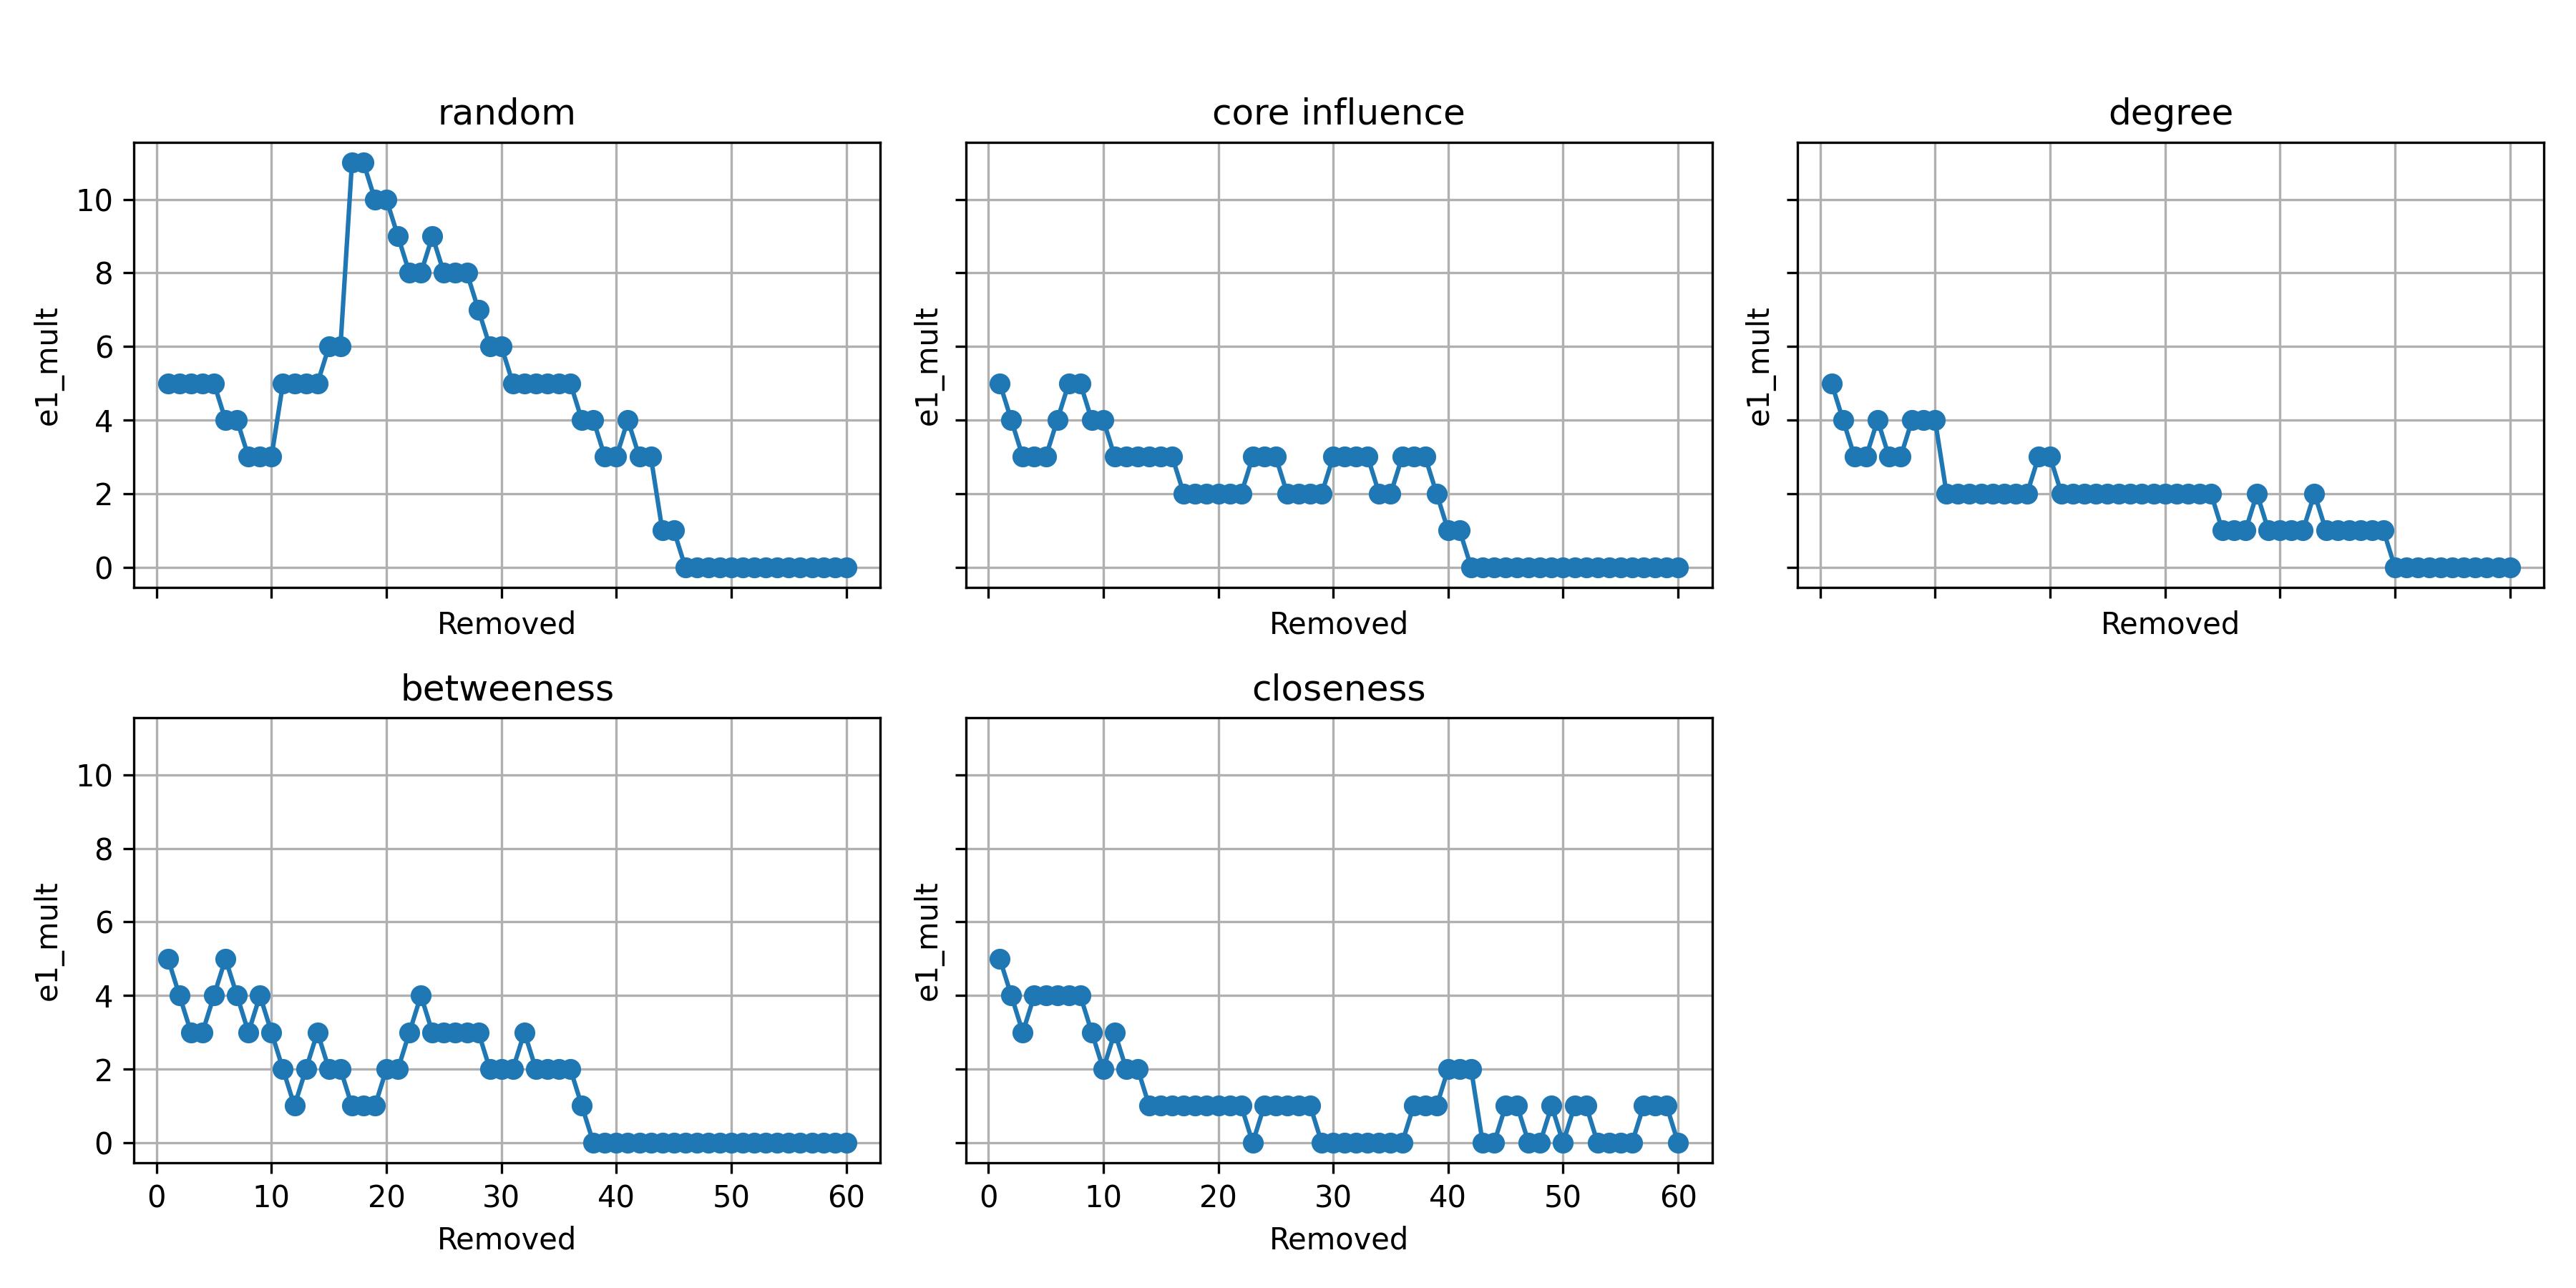 random
core influence
degree
10
8
6
4
2
0
e1_mult
e1_mult
e1_mult
Removed
Removed
Removed
betweeness
closeness
10
8
6
4
2
0
e1_mult
e1_mult
0 10 20 30 40 50 60
0 10 20 30 40 50 60
Removed
Removed